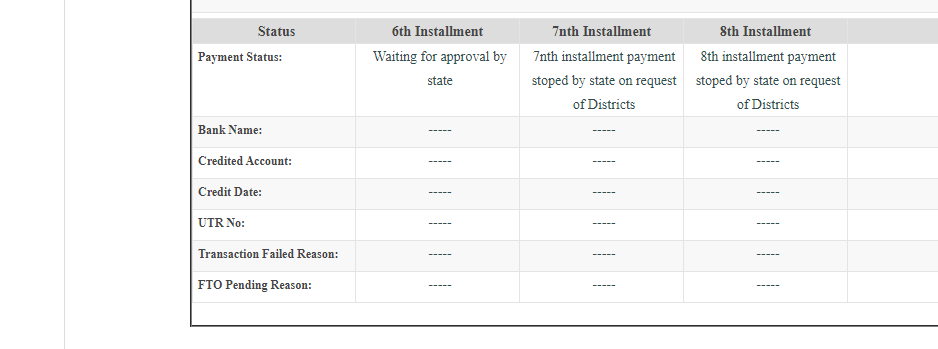 Status 6th Installment 7nth Installment 8th Installment
Payment Status: Waiting for approval by state 7nth installment payment stoped by state on request of Districts 8th installment payment stoped by state on request of Districts
Bank Name: ----- ----- -----
Credited Account: ----- ----- -----
Credit Date: ----- ----- -----
UTR No: ----- ----- -----
Transaction Failed Reason: ----- ----- -----
FTO Pending Reason: ----- ----- -----